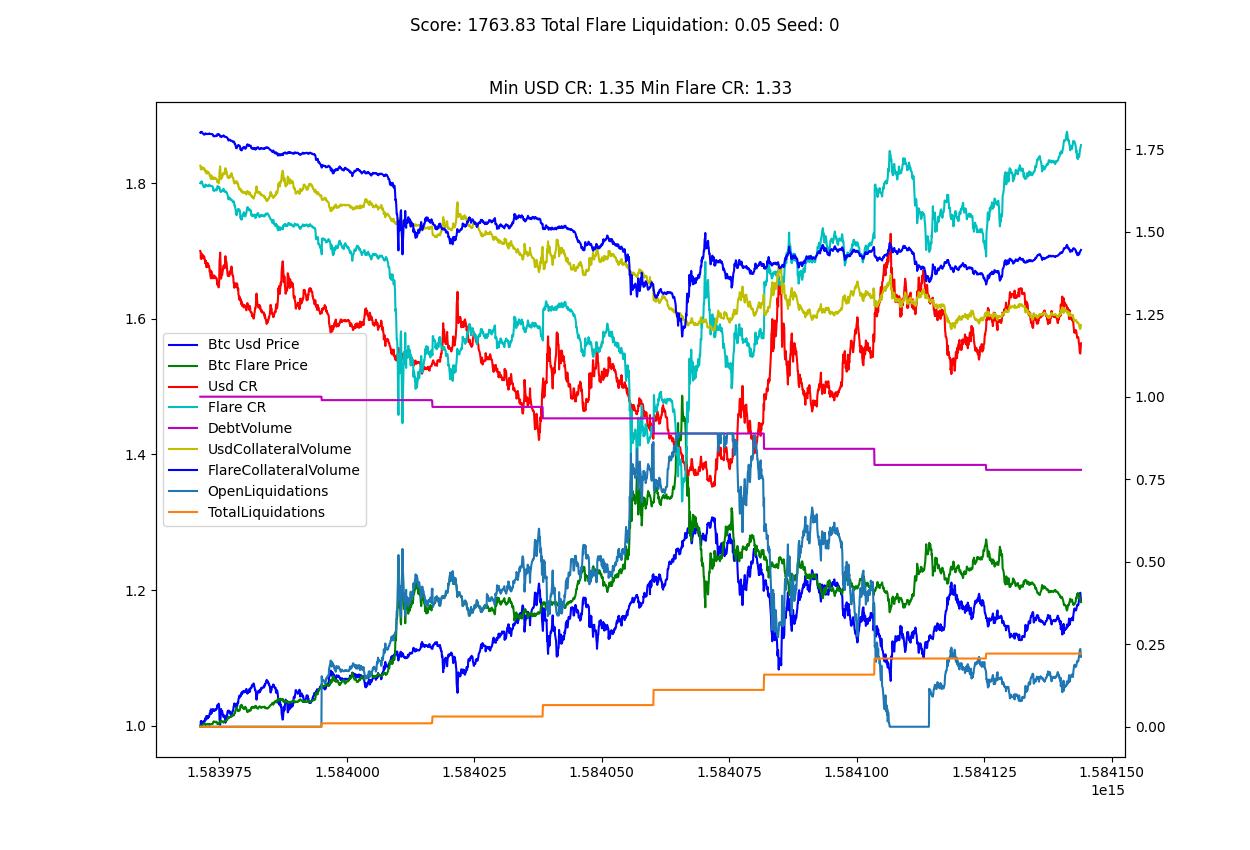 Score: 1763.83 Total Flare Liquidation: 0.05 Seed: 0
Min USD CR: 1.35 Min Flare CR: 1.33
1.8
1.6
1.4
1.2
1.0
Btc Usd Price
Btc Flare Price
Usd CR
Flare CR
DebtVolume
UsdCollateralVolume
FlareCollateralVolume
OpenLiquidations
TotalLiquidations
1.75
1.50
1.25
1.00
0.75
0.50
0.25
0.00
1.583975 1.584000 1.584025 1.584050 1.584075 1.584100 1.584125 1.584150
1e15